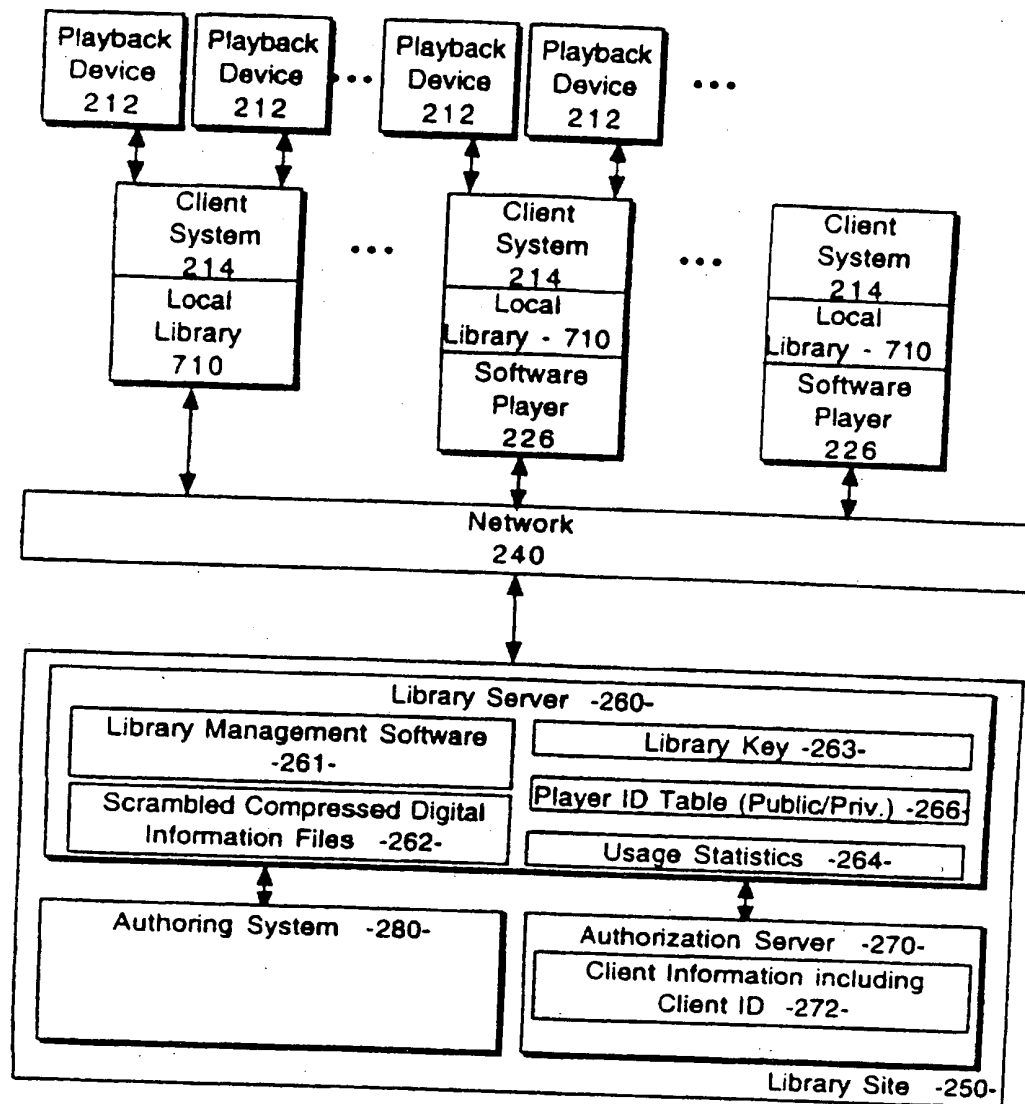 Playback
Device
212
Playback
Device
212
...
Playback
Device
212
Playback
Device
212
...
Client
System
214
Local
Library
710
...
Client
System
214
Local
Library - 710
Software
Player
226
...
Client
System
214
Local
Library - 710
Software
Player
226
Network
240
Library Server -260-
Library Management Software
-261-
Scrambled Compressed Digital
Information Files -262-
Library Key -263-
Player ID Table (Public/Priv.) -266-
Usage Statistics -264-
Authoring System -280-
Authorization Server -270-
Client Information including
Client ID -272-
Library Site -250-